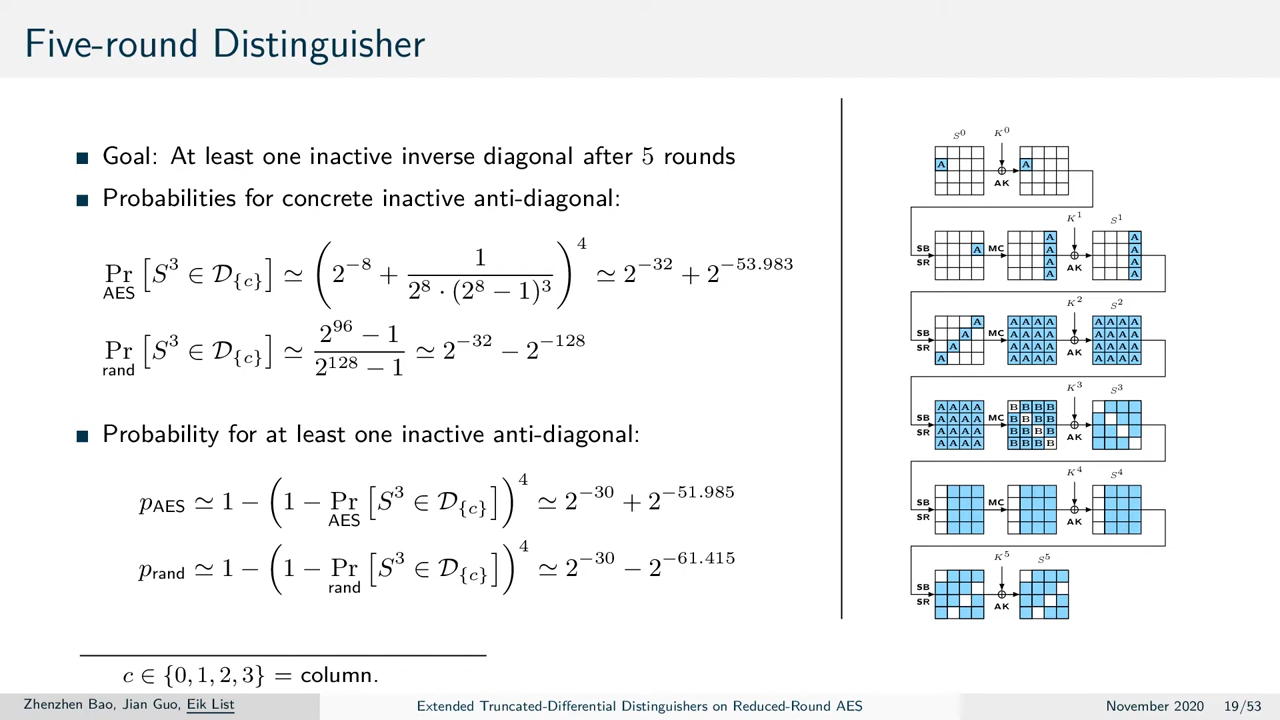 Five-round Distinguisher
■ Goal: At least one inactive inverse diagonal after 5 rounds
■ Probabilities for concrete inactive anti-diagonal:
Pr_AES [S^3 ∈ D_{c}] ≃ (2^{−8} + 1 / (2^8 · (2^8 − 1)^3))^4 ≃ 2^{−32} + 2^{−53.983}
Pr_rand [S^3 ∈ D_{c}] ≃ (2^{96} − 1) / (2^{128} − 1) ≃ 2^{−32} − 2^{−128}
■ Probability for at least one inactive anti-diagonal:
p_AES ≃ 1 − (1 − Pr_AES [S^3 ∈ D_{c}])^4 ≃ 2^{−30} + 2^{−51.985}
p_rand ≃ 1 − (1 − Pr_rand [S^3 ∈ D_{c}])^4 ≃ 2^{−30} − 2^{−61.415}
c ∈ {0, 1, 2, 3} = column.
S^0 K^0
A A
AK
K^1 S^1
A A
SB A MC A A
SR A AK A
A A
K^2 S^2
A A A A A A A A A
SB A MC A A A A A A A A
SR A A A A A AK A A A A
A A A A A A A A A
K^3 S^3
A A A A B B B B
SB A A A A MC B B B B
SR A A A A B B B B AK
A A A A B B B B
K^4 S^4
SB MC
SR AK
K^5 S^5
SB
SR AK
Zhenzhen Bao, Jian Guo, Eik List Extended Truncated-Differential Distinguishers on Reduced-Round AES November 2020 19/53